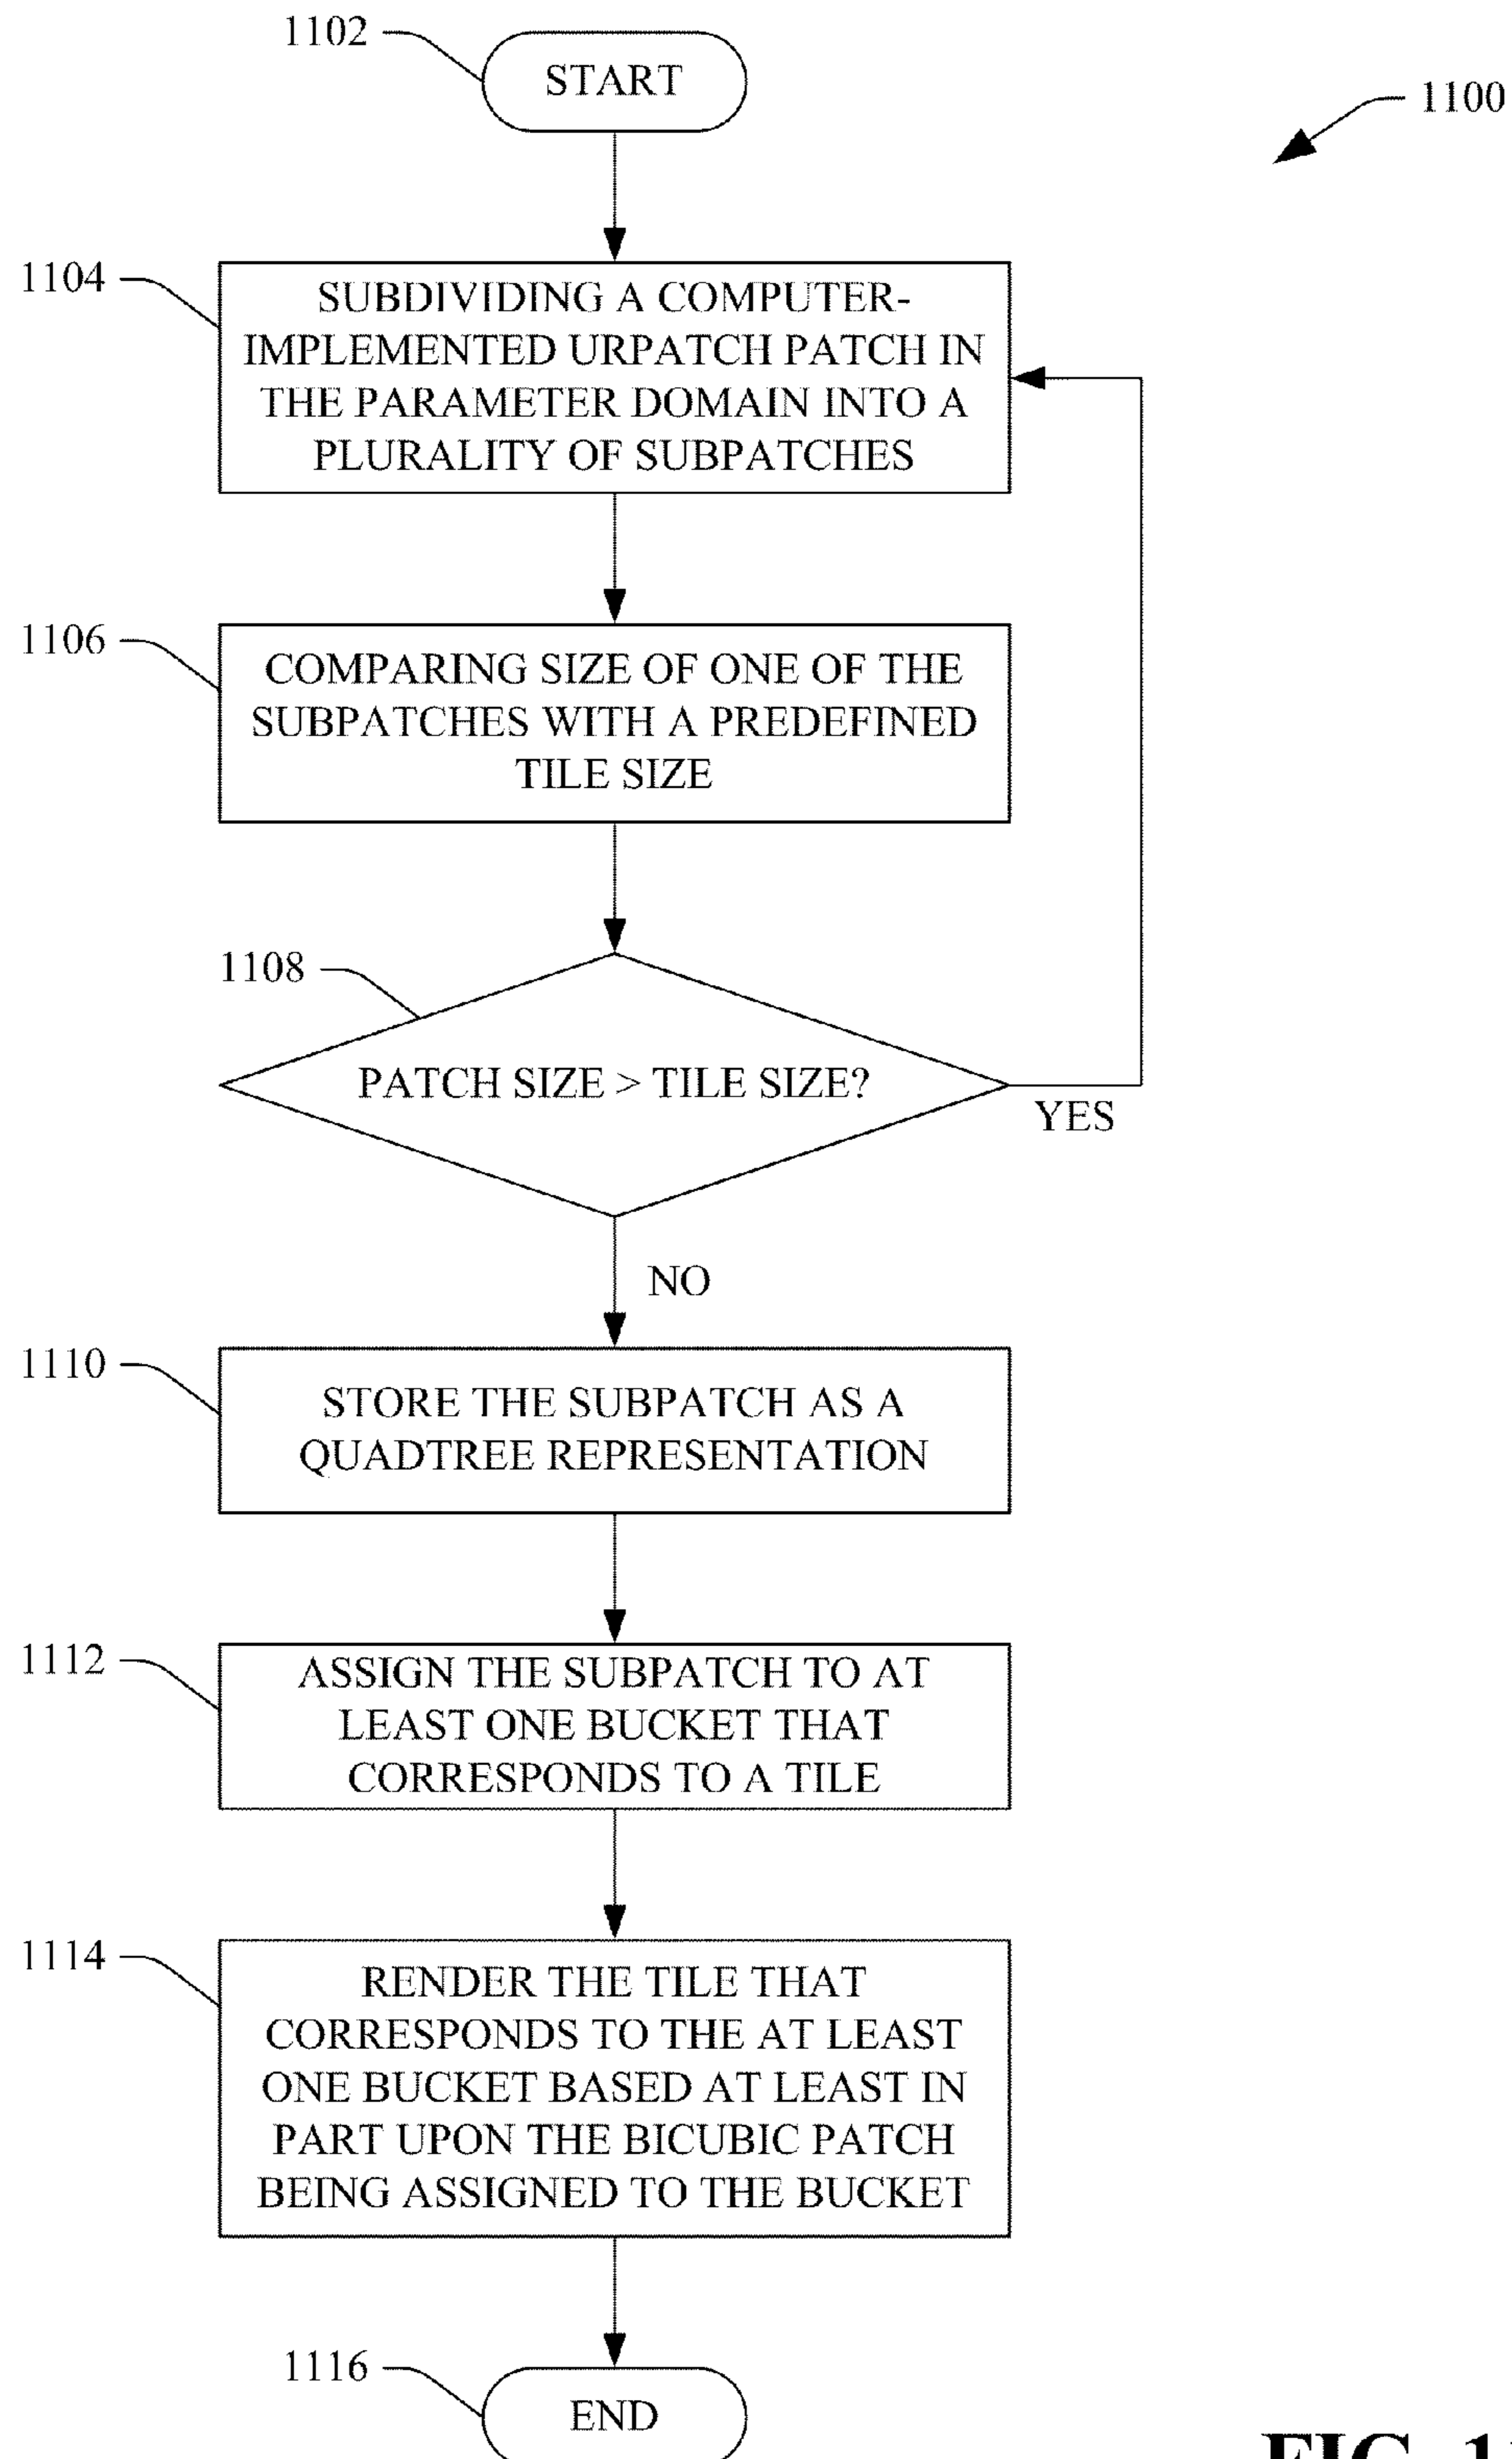 1102
START
1100
1104
SUBDIVIDING A COMPUTER-
IMPLEMENTED URPATCH PATCH IN
THE PARAMETER DOMAIN INTO A
PLURALITY OF SUBPATCHES
1106
COMPARING SIZE OF ONE OF THE
SUBPATCHES WITH A PREDEFINED
TILE SIZE
1108
PATCH SIZE > TILE SIZE?
YES
NO
1110
STORE THE SUBPATCH AS A
QUADTREE REPRESENTATION
1112
ASSIGN THE SUBPATCH TO AT
LEAST ONE BUCKET THAT
CORRESPONDS TO A TILE
1114
RENDER THE TILE THAT
CORRESPONDS TO THE AT LEAST
ONE BUCKET BASED AT LEAST IN
PART UPON THE BICUBIC PATCH
BEING ASSIGNED TO THE BUCKET
1116
END
FIG.